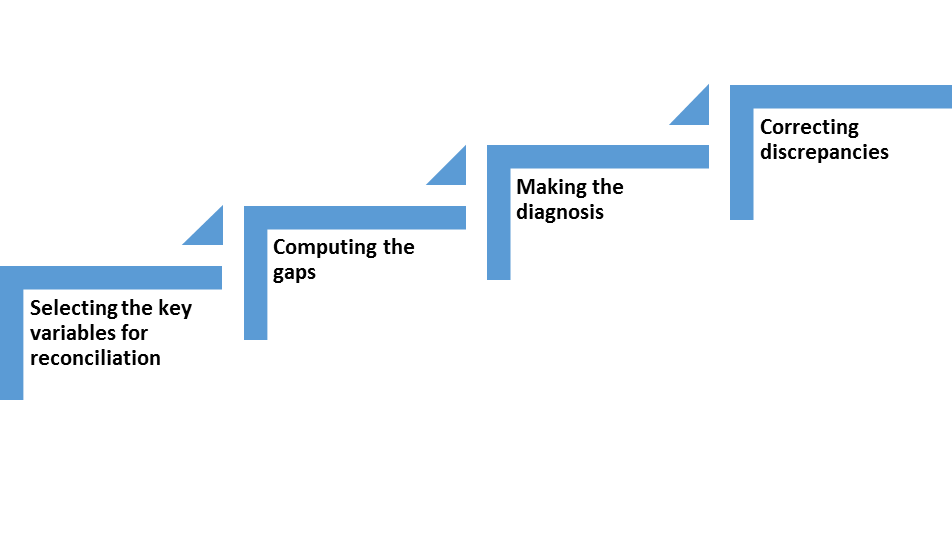 Selecting the key
variables for
reconciliation
Computing the
gaps
Making the
diagnosis
Correcting
discrepancies